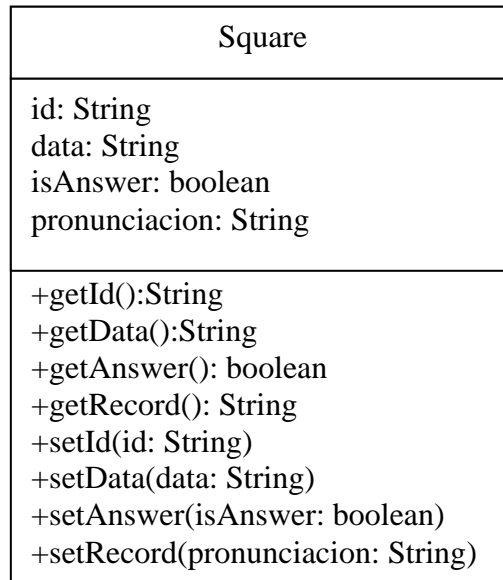 Square
id: String
data: String
isAnswer: boolean
pronunciacion: String
+getId():String
+getData():String
+getAnswer(): boolean
+getRecord(): String
+setId(id: String)
+setData(data: String)
+setAnswer(isAnswer: boolean)
+setRecord(pronunciacion: String)